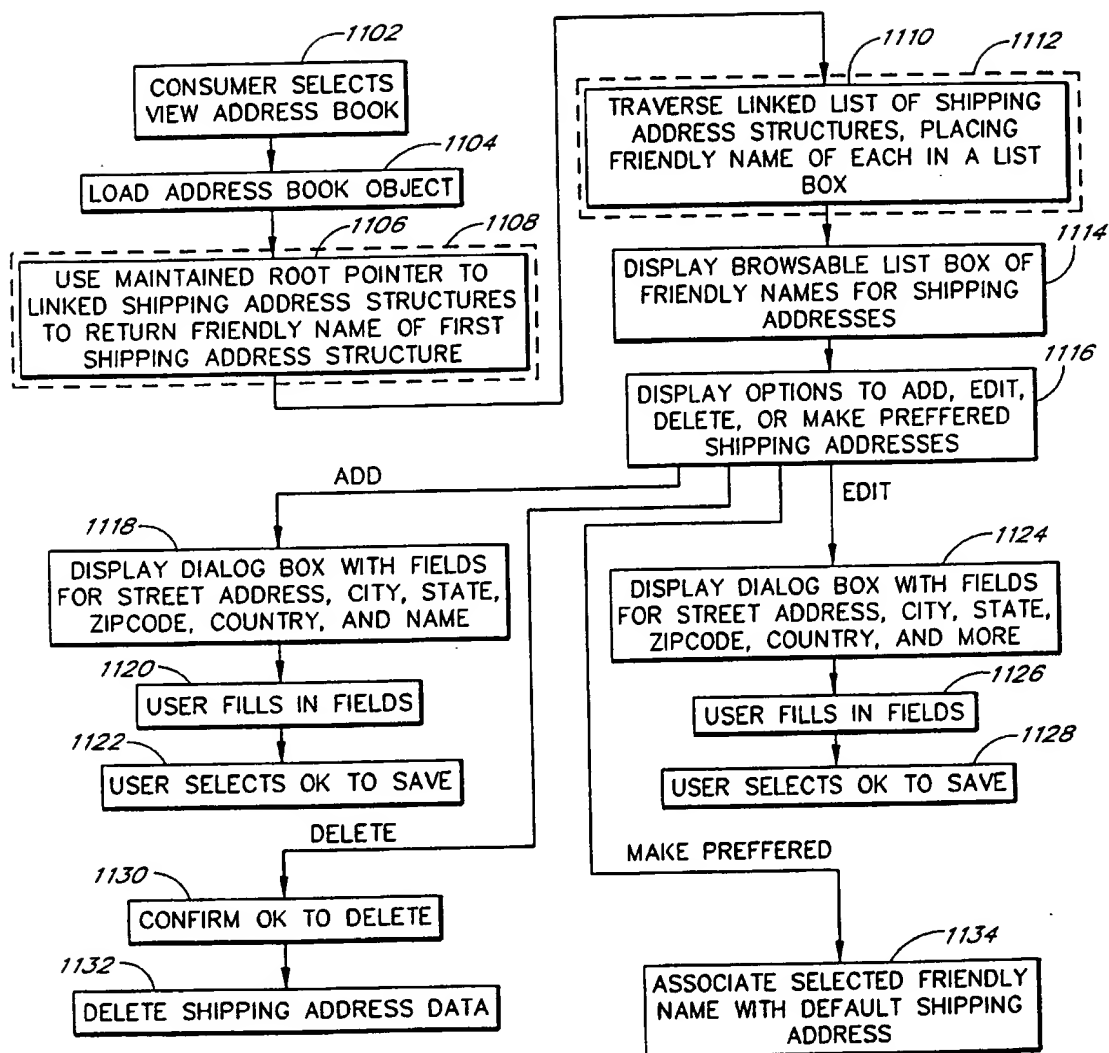 1102
CONSUMER SELECTS
VIEW ADDRESS BOOK
1104
LOAD ADDRESS BOOK OBJECT
1106
1108
USE MAINTAINED ROOT POINTER TO
LINKED SHIPPING ADDRESS STRUCTURES
TO RETURN FRIENDLY NAME OF FIRST
SHIPPING ADDRESS STRUCTURE
1110
1112
TRAVERSE LINKED LIST OF SHIPPING
ADDRESS STRUCTURES, PLACING
FRIENDLY NAME OF EACH IN A LIST
BOX
1114
DISPLAY BROWSABLE LIST BOX OF
FRIENDLY NAMES FOR SHIPPING
ADDRESSES
1116
DISPLAY OPTIONS TO ADD, EDIT,
DELETE, OR MAKE PREFFERED
SHIPPING ADDRESSES
ADD
1118
DISPLAY DIALOG BOX WITH FIELDS
FOR STREET ADDRESS, CITY, STATE,
ZIPCODE, COUNTRY, AND NAME
1120
USER FILLS IN FIELDS
1122
USER SELECTS OK TO SAVE
EDIT
1124
DISPLAY DIALOG BOX WITH FIELDS
FOR STREET ADDRESS, CITY, STATE,
ZIPCODE, COUNTRY, AND MORE
1126
USER FILLS IN FIELDS
1128
USER SELECTS OK TO SAVE
DELETE
1130
CONFIRM OK TO DELETE
1132
DELETE SHIPPING ADDRESS DATA
MAKE PREFFERED
1134
ASSOCIATE SELECTED FRIENDLY
NAME WITH DEFAULT SHIPPING
ADDRESS